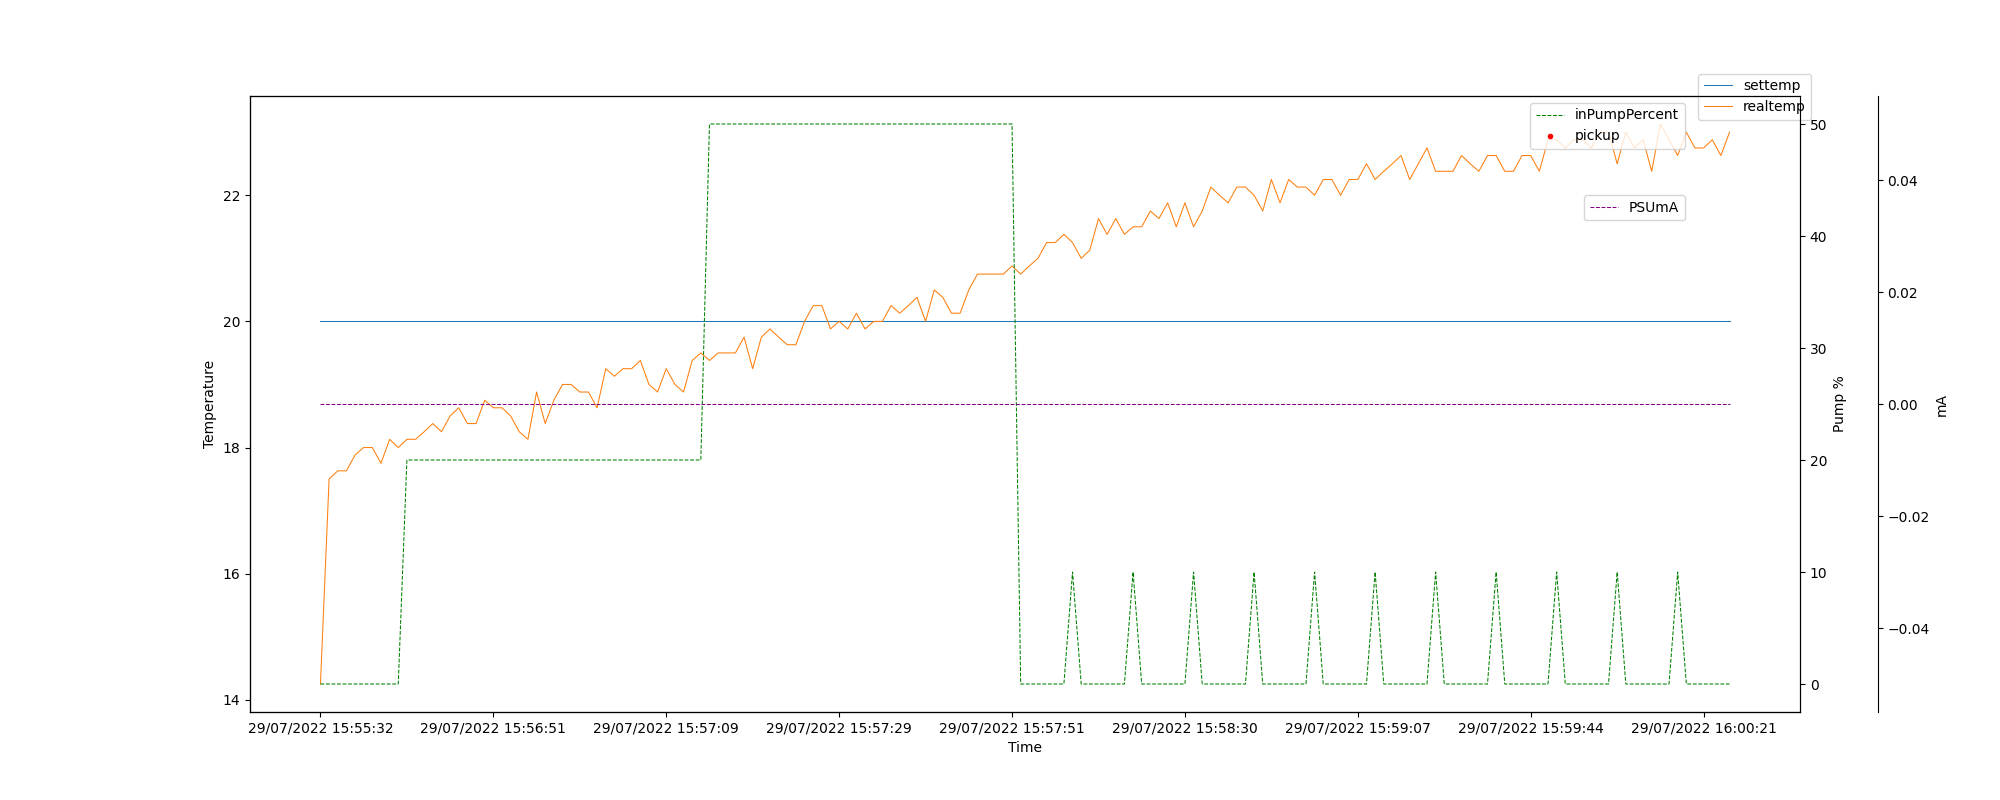 settemp
realtemp
inPumpPercent
pickup
PSUmA
22
20
18
16
14
Temperature
50
40
30
20
10
0
Pump %
0.04
0.02
0.00
−0.02
−0.04
mA
29/07/2022 15:55:32
29/07/2022 15:56:51
29/07/2022 15:57:09
29/07/2022 15:57:29
29/07/2022 15:57:51
29/07/2022 15:58:30
29/07/2022 15:59:07
29/07/2022 15:59:44
29/07/2022 16:00:21
Time